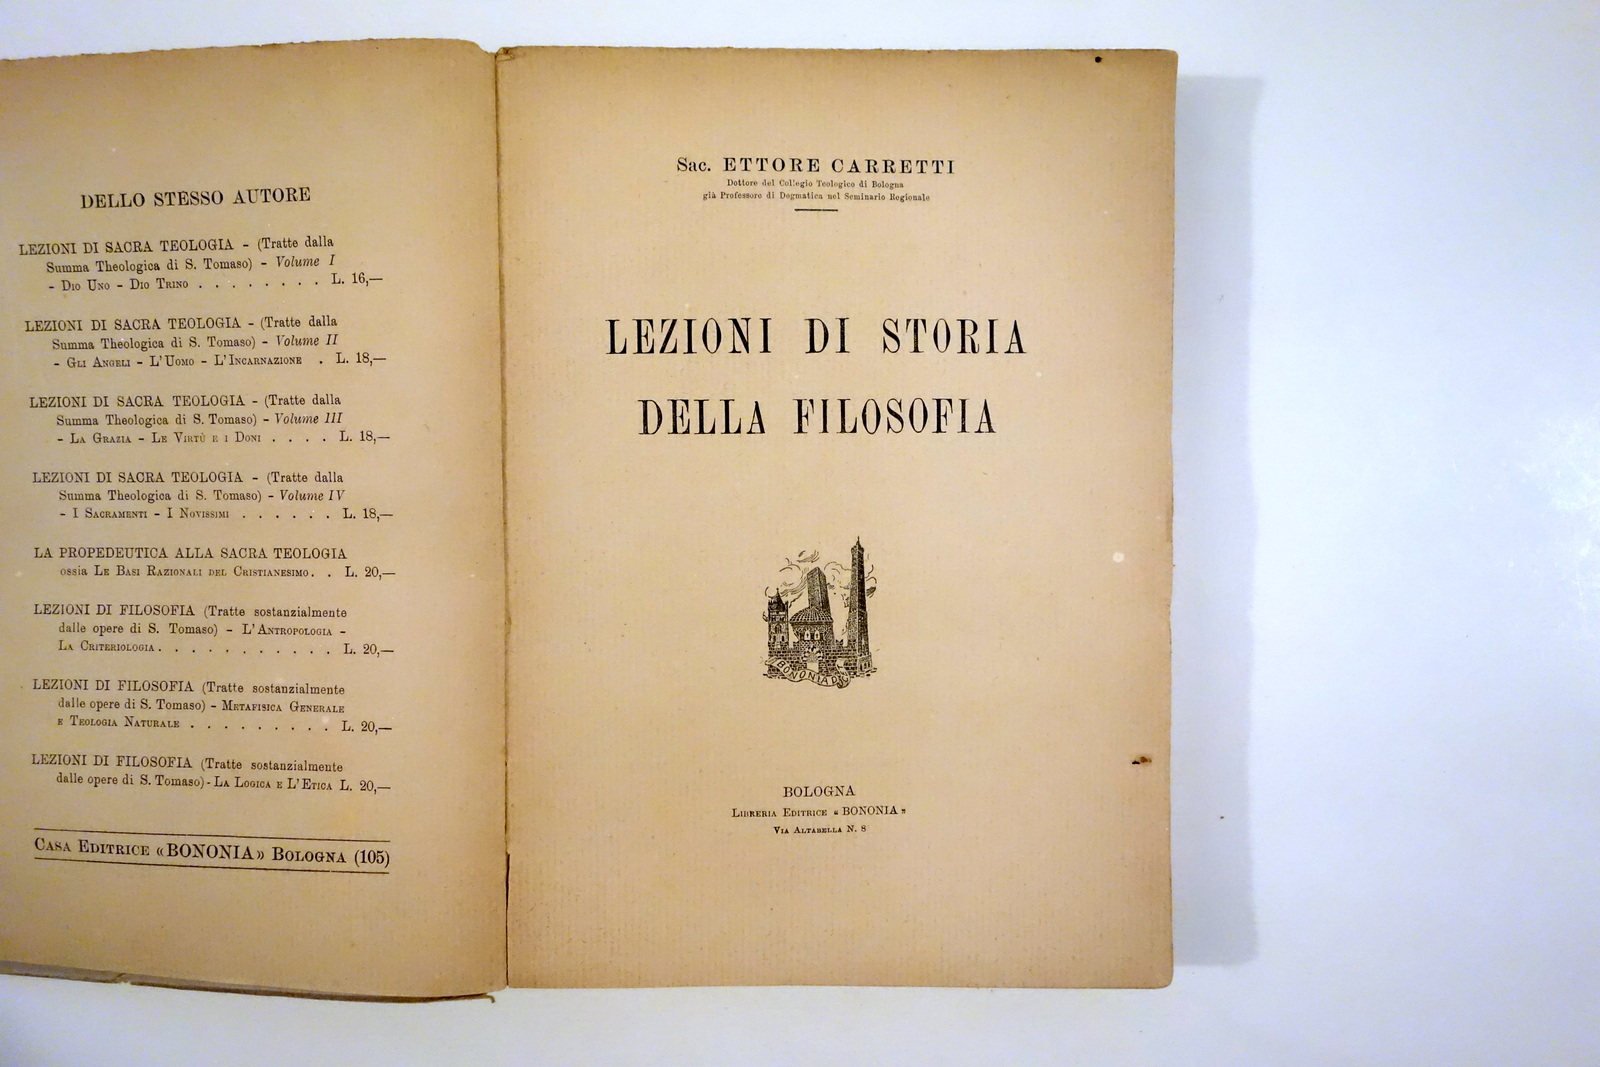 DELLO STESSO AUTORE
LEZIONI DI SACRA TEOLOGIA - (Tratte dalla
Summa Theologica di S. Tomaso) - Volume I
- Dio Uno - Dio Trino . . . . . . . . L. 16,—
LEZIONI DI SACRA TEOLOGIA - (Tratte dalla
Summa Theologica di S. Tomaso) - Volume II
- Gli Angeli - L'Uomo - L'Incarnazione . L. 18,—
LEZIONI DI SACRA TEOLOGIA - (Tratte dalla
Summa Theologica di S. Tomaso) - Volume III
- La Grazia - Le Virtù e i Doni . . . . L. 18,—
LEZIONI DI SACRA TEOLOGIA - (Tratte dalla
Summa Theologica di S. Tomaso) - Volume IV
- I Sacramenti - I Novissimi . . . . . . L. 18,—
LA PROPEDEUTICA ALLA SACRA TEOLOGIA
ossia Le Basi Razionali del Cristianesimo . . L. 20,—
LEZIONI DI FILOSOFIA (Tratte sostanzialmente
dalle opere di S. Tomaso) - L'Antropologia -
La Criteriologia . . . . . . . . . . . L. 20,—
LEZIONI DI FILOSOFIA (Tratte sostanzialmente
dalle opere di S. Tomaso) - Metafisica Generale
e Teologia Naturale . . . . . . . . . L. 20,—
LEZIONI DI FILOSOFIA (Tratte sostanzialmente
dalle opere di S. Tomaso) - La Logica e L'Etica L. 20,—
Casa Editrice «BONONIA» Bologna (105)
Sac. ETTORE CARRETTI
Dottore del Collegio Teologico di Bologna
già Professore di Dogmatica nel Seminario Regionale
LEZIONI DI STORIA
DELLA FILOSOFIA
BONONIA DOCET
BOLOGNA
Libreria Editrice «BONONIA»
Via Altabella N. 8